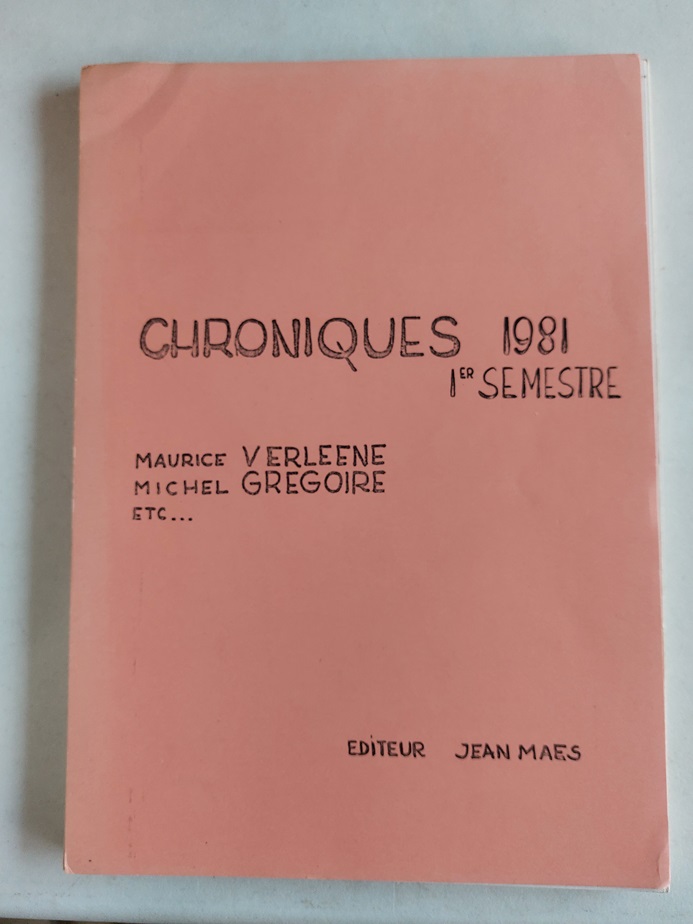 CHRONIQUES 1981
1ER SEMESTRE
MAURICE VERLEENE
MICHEL GREGOIRE
ETC...
EDITEUR JEAN MAES